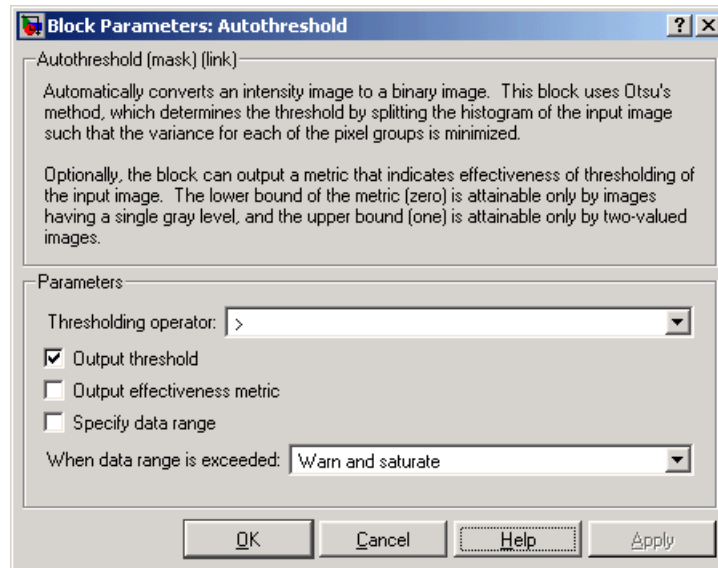 Block Parameters: Autothreshold
Autothreshold (mask) (link)
Automatically converts an intensity image to a binary image.  This block uses Otsu's
method, which determines the threshold by splitting the histogram of the input image
such that the variance for each of the pixel groups is minimized.
Optionally, the block can output a metric that indicates effectiveness of thresholding of
the input image.  The lower bound of the metric (zero) is attainable only by images
having a single gray level, and the upper bound (one) is attainable only by two-valued
images.
Parameters
Thresholding operator: >
Output threshold
Output effectiveness metric
Specify data range
When data range is exceeded: Warn and saturate
OK Cancel Help Apply